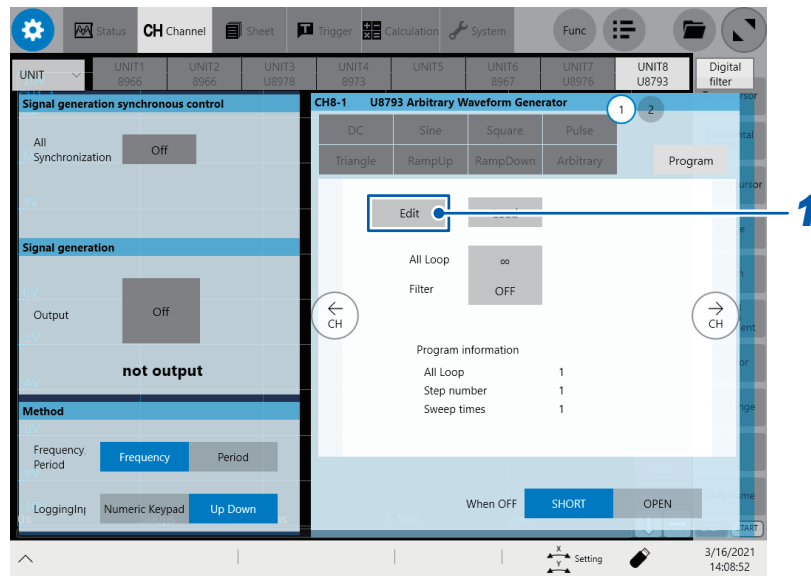 Status CH Channel Sheet Trigger Calculation System Func
UNIT UNIT1 UNIT2 UNIT3 UNIT4 UNIT5 UNIT6 UNIT7 UNIT8 Digital
8966 8966 U8978 8973 8967 U8976 U8793 filter
Signal generation synchronous control
All
Synchronization Off
Signal generation
Output Off
not output
Method
Frequency
Period Frequency Period
Numeric Keypad Up Down
CH8-1 U8793 Arbitrary Waveform Generator 1 2
DC Sine Square Pulse
Triangle RampUp RampDown Arbitrary Program
Edit 1
All Loop ∞
Filter OFF
CH CH
Program information
All Loop 1
Step number 1
Sweep times 1
When OFF SHORT OPEN
X
Y Setting
3/16/2021
14:08:52